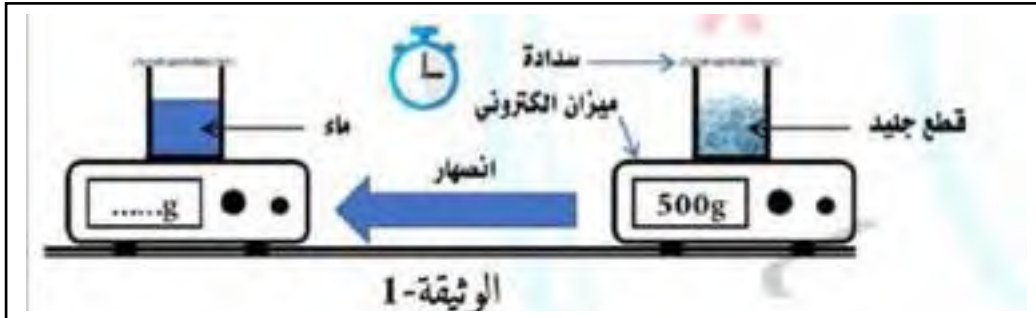 سدادة
ميزان الكتروني
قطع جليد
ماء
انصهار
500g
......g
الوثيقة-1